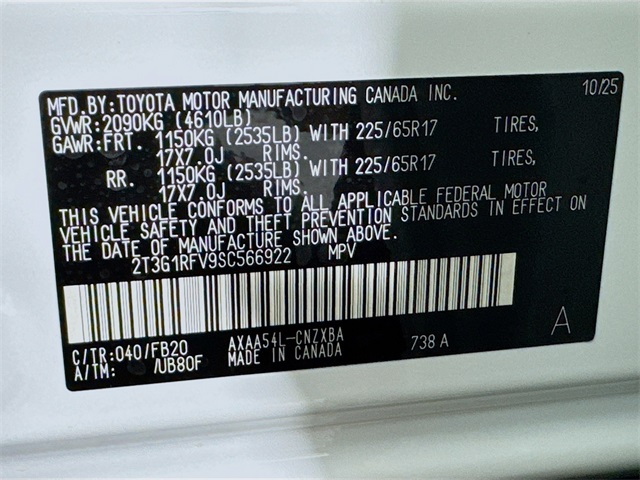 MFD.BY:TOYOTA MOTOR MANUFACTURING CANADA INC. 10/25
GVWR:2090KG (4610LB)
GAWR:FRT. 1150KG (2535LB) WITH 225/65R17 TIRES,
17X7.0J RIMS.
RR. 1150KG (2535LB) WITH 225/65R17 TIRES,
17X7.0J RIMS.
THIS VEHICLE CONFORMS TO ALL APPLICABLE FEDERAL MOTOR
VEHICLE SAFETY AND THEFT PREVENTION STANDARDS IN EFFECT ON
THE DATE OF MANUFACTURE SHOWN ABOVE.
2T3G1RFV9SC566922 MPV
C/TR:040/FB20 AXAA54L-CNZXBA 738 A A
A/TM: /UB80F MADE IN CANADA